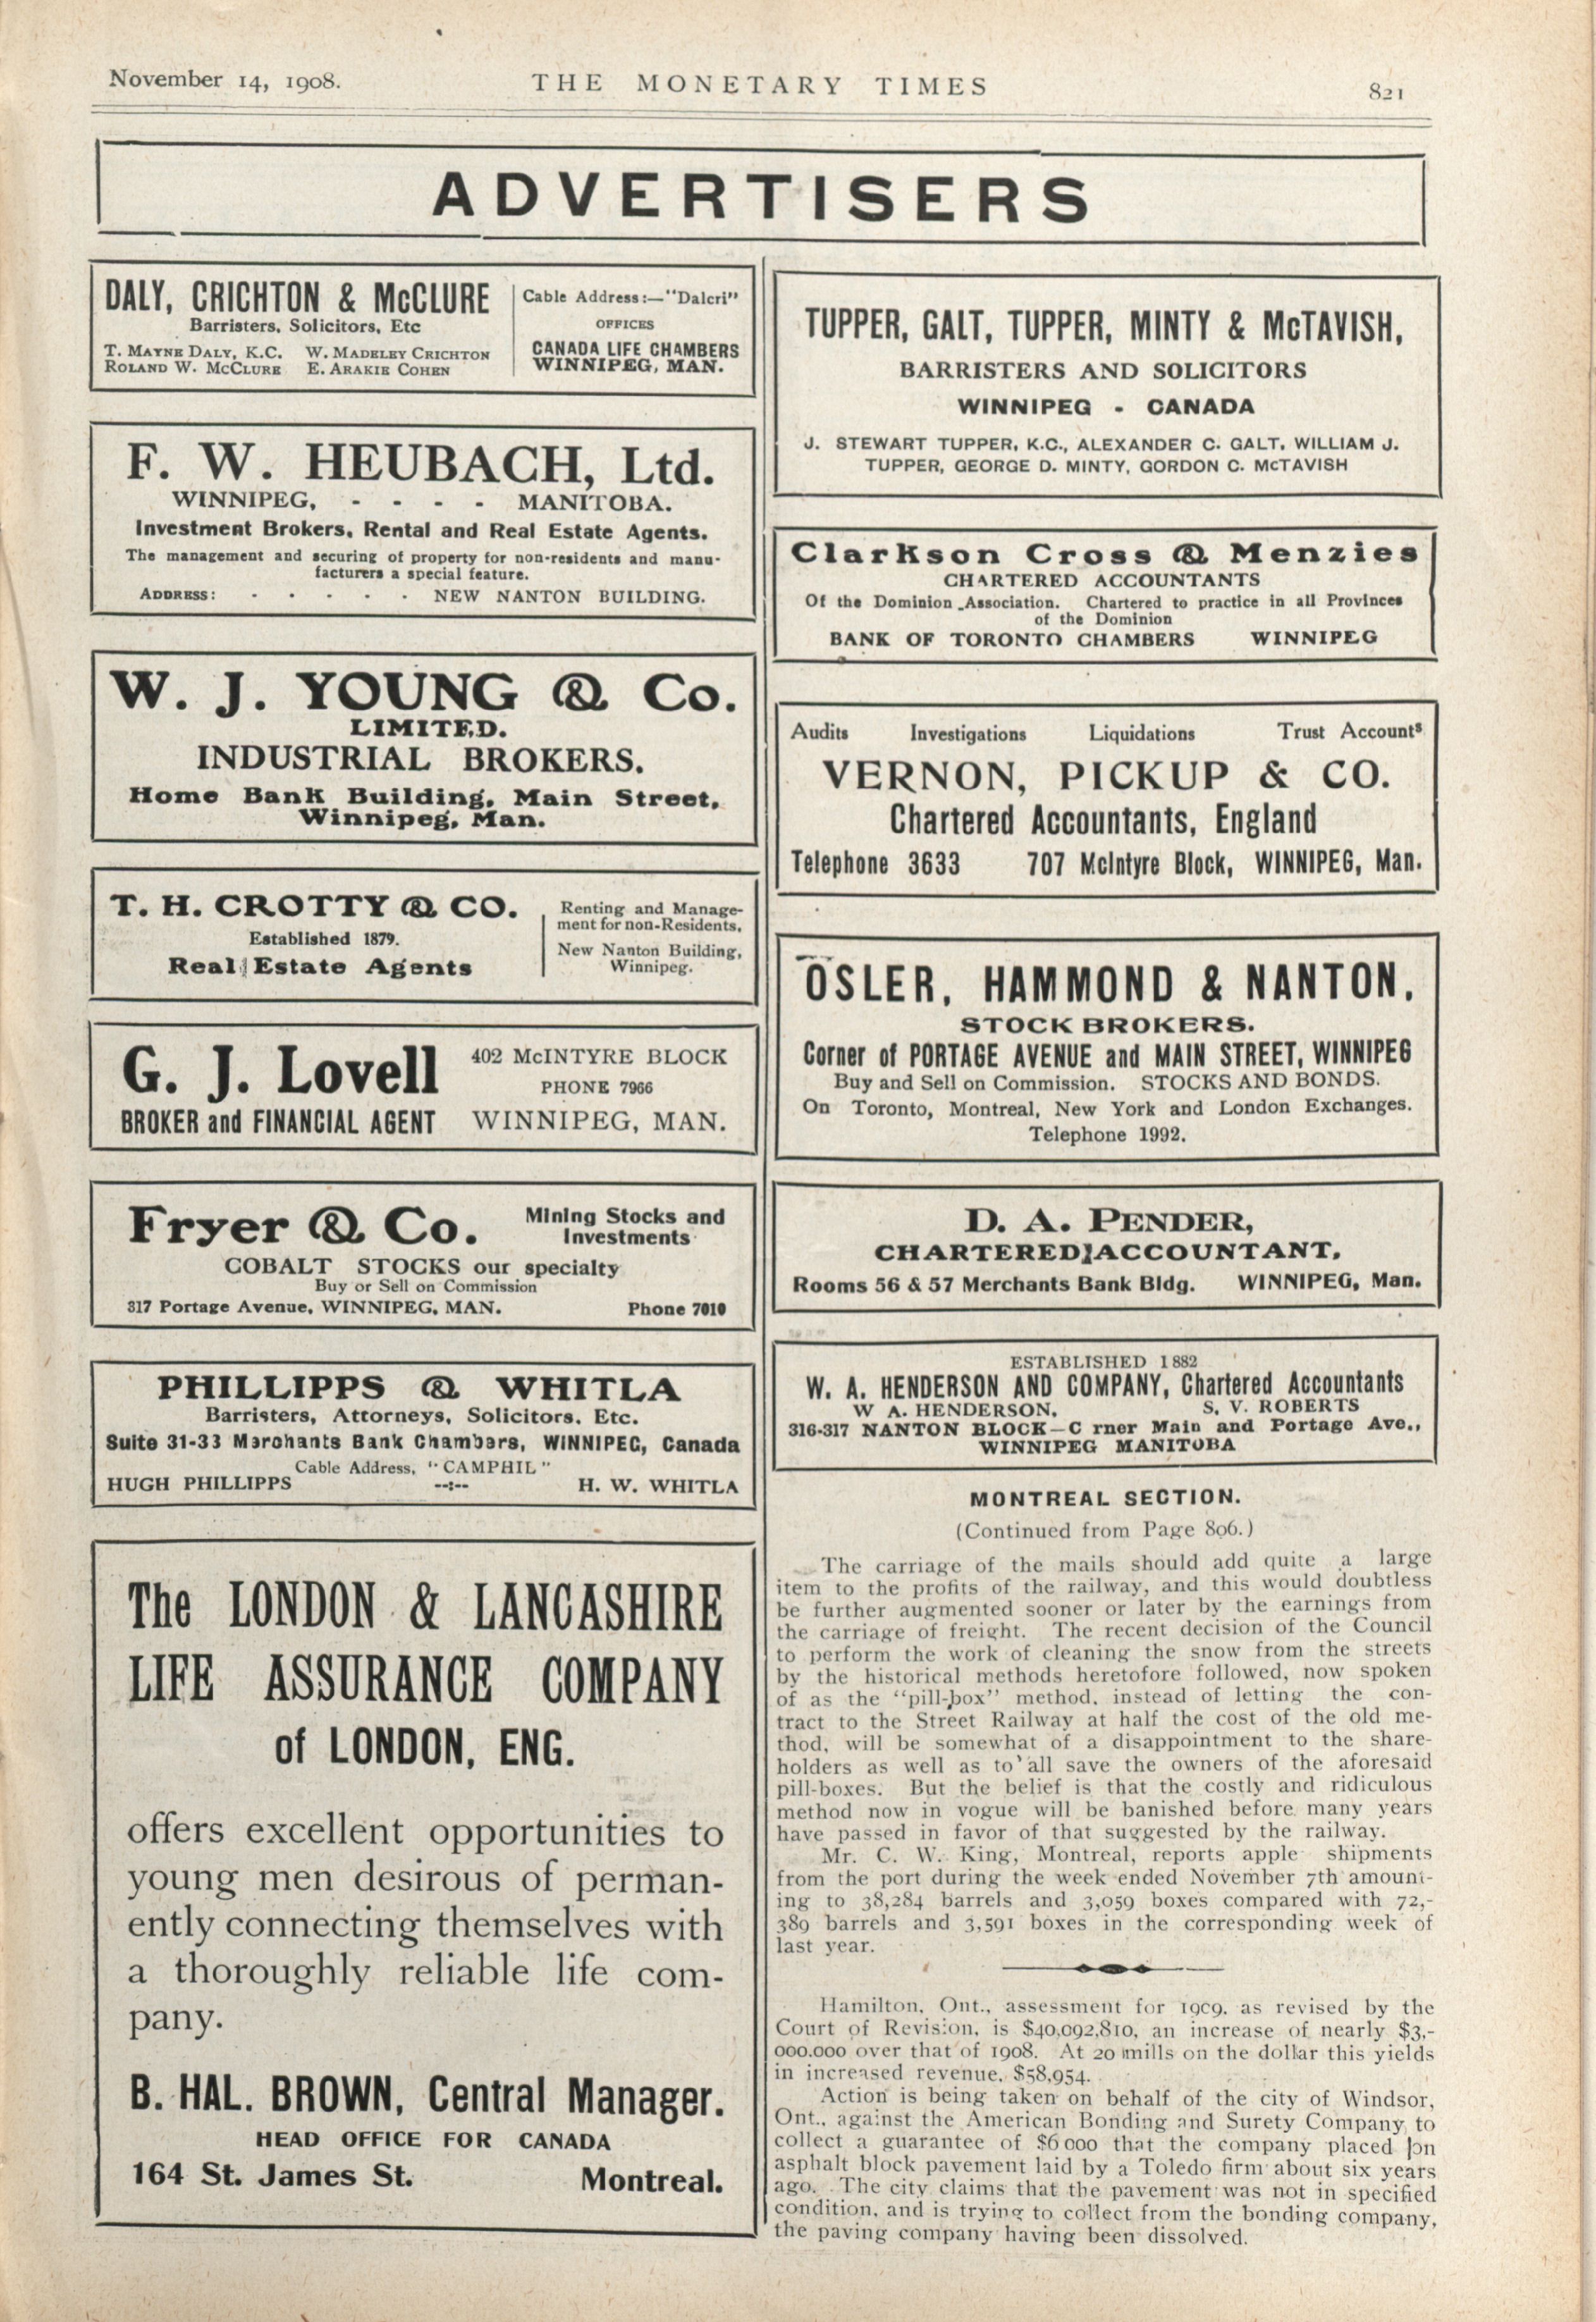 November 14, 1908.
THE MONETARY TIMES
821
ADVERTISERS
DALY, CRICHTON & McCLURE
Barristers, Solicitors, Etc
T. MAYNE DALY, K.C. W. MADELEY CRICHTON
ROLAND W. McCLURE E. ARAKIE COHEN
Cable Address:—"Dalcri"
OFFICES
CANADA LIFE CHAMBERS
WINNIPEG, MAN.
F. W. HEUBACH, Ltd.
WINNIPEG, - - - - MANITOBA.
Investment Brokers, Rental and Real Estate Agents.
The management and securing of property for non-residents and manu-
facturers a special feature.
ADDRESS: . . . . . NEW NANTON BUILDING.
W. J. YOUNG & Co.
LIMITED.
INDUSTRIAL BROKERS.
Home Bank Building, Main Street,
Winnipeg, Man.
T. H. CROTTY & CO.
Established 1879.
Real Estate Agents
Renting and Manage-
ment for non-Residents,
New Nanton Building,
Winnipeg.
G. J. Lovell
BROKER and FINANCIAL AGENT
402 McINTYRE BLOCK
PHONE 7966
WINNIPEG, MAN.
Fryer & Co.
Mining Stocks and
Investments
COBALT STOCKS our specialty
Buy or Sell on Commission
317 Portage Avenue, WINNIPEG, MAN. Phone 7010
PHILLIPPS & WHITLA
Barristers, Attorneys, Solicitors. Etc.
Suite 31-33 Merchants Bank Chambers, WINNIPEG, Canada
Cable Address, "CAMPHIL"
HUGH PHILLIPPS --:-- H. W. WHITLA
The LONDON & LANCASHIRE
LIFE ASSURANCE COMPANY
of LONDON, ENG.
offers excellent opportunities to
young men desirous of perman-
ently connecting themselves with
a thoroughly reliable life com-
pany.
B. HAL. BROWN, Central Manager.
HEAD OFFICE FOR CANADA
164 St. James St. Montreal.
TUPPER, GALT, TUPPER, MINTY & McTAVISH,
BARRISTERS AND SOLICITORS
WINNIPEG - CANADA
J. STEWART TUPPER, K.C., ALEXANDER C. GALT, WILLIAM J.
TUPPER, GEORGE D. MINTY, GORDON C. McTAVISH
Clarkson Cross & Menzies
CHARTERED ACCOUNTANTS
Of the Dominion Association. Chartered to practice in all Provinces
of the Dominion
BANK OF TORONTO CHAMBERS WINNIPEG
Audits Investigations Liquidations Trust Accounts
VERNON, PICKUP & CO.
Chartered Accountants, England
Telephone 3633 707 McIntyre Block, WINNIPEG, Man.
OSLER, HAMMOND & NANTON,
STOCK BROKERS.
Corner of PORTAGE AVENUE and MAIN STREET, WINNIPEG
Buy and Sell on Commission. STOCKS AND BONDS.
On Toronto, Montreal, New York and London Exchanges.
Telephone 1992.
D. A. PENDER,
CHARTERED ACCOUNTANT,
Rooms 56 & 57 Merchants Bank Bldg. WINNIPEG, Man.
ESTABLISHED 1882
W. A. HENDERSON AND COMPANY, Chartered Accountants
W A. HENDERSON. S. V. ROBERTS
316-317 NANTON BLOCK—C rner Main and Portage Ave.,
WINNIPEG MANITOBA
MONTREAL SECTION.
(Continued from Page 806.)
The carriage of the mails should add quite a large
item to the profits of the railway, and this would doubtless
be further augmented sooner or later by the earnings from
the carriage of freight. The recent decision of the Council
to perform the work of cleaning the snow from the streets
by the historical methods heretofore followed, now spoken
of as the "pill-box" method, instead of letting the con-
tract to the Street Railway at half the cost of the old me-
thod, will be somewhat of a disappointment to the share-
holders as well as to all save the owners of the aforesaid
pill-boxes. But the belief is that the costly and ridiculous
method now in vogue will be banished before many years
have passed in favor of that suggested by the railway.
Mr. C. W. King, Montreal, reports apple shipments
from the port during the week ended November 7th amount-
ing to 38,284 barrels and 3,059 boxes compared with 72,-
389 barrels and 3,591 boxes in the corresponding week of
last year.
Hamilton, Ont., assessment for 1909, as revised by the
Court of Revision, is $40,092,810, an increase of nearly $3,-
000.000 over that of 1908. At 20 mills on the dollar this yields
in increased revenue, $58,954.
Action is being taken on behalf of the city of Windsor,
Ont., against the American Bonding and Surety Company, to
collect a guarantee of $6000 that the company placed on
asphalt block pavement laid by a Toledo firm about six years
ago. The city claims that the pavement was not in specified
condition, and is trying to collect from the bonding company,
the paving company having been dissolved.